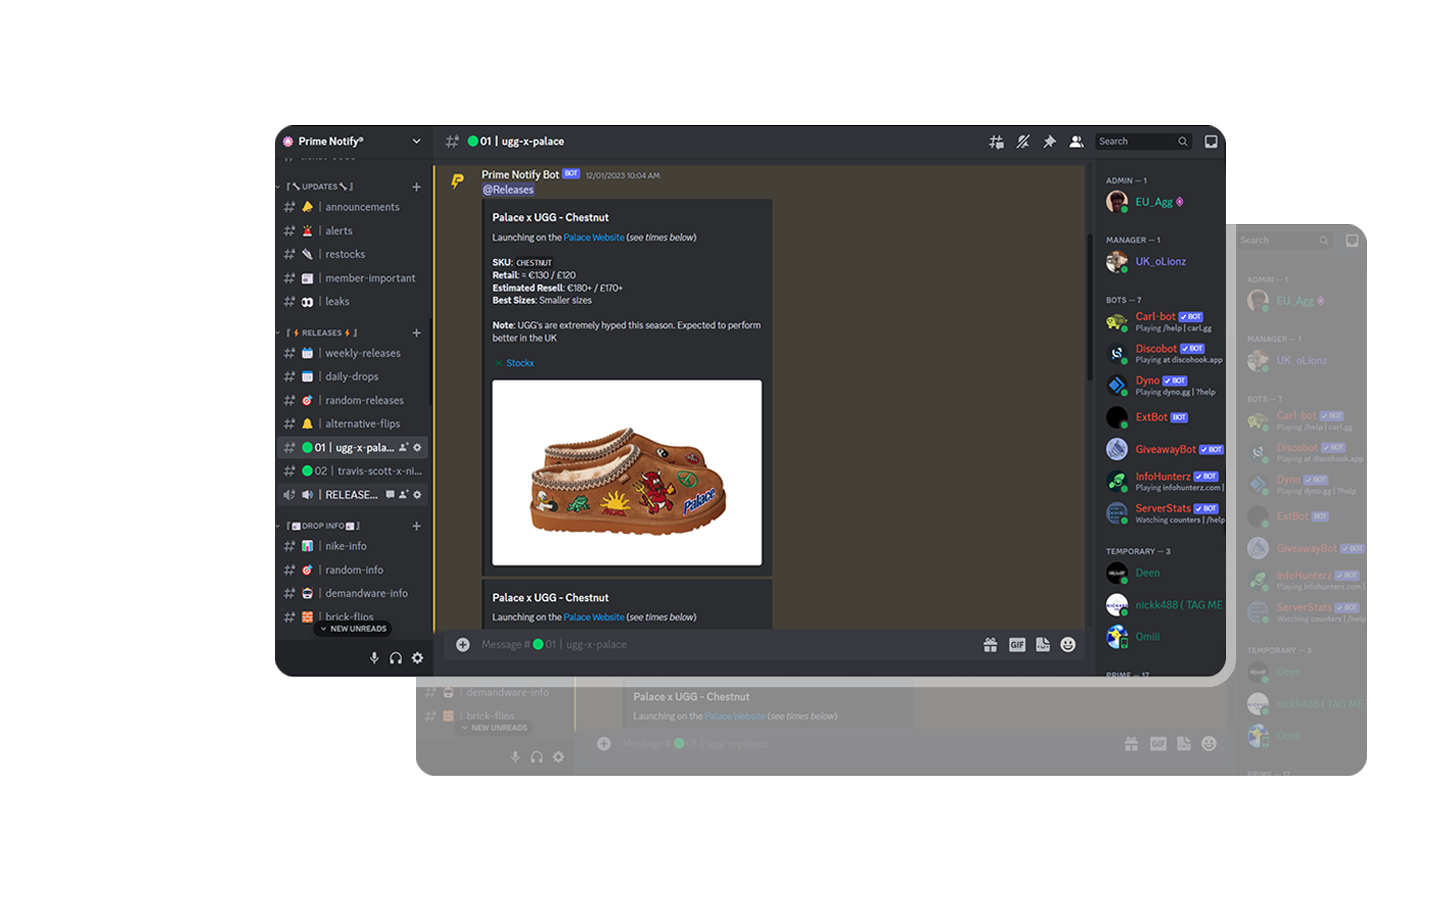 Prime Notify®
UPDATES
announcements
alerts
restocks
member-important
leaks
RELEASES
weekly-releases
daily-drops
random-releases
alternative-flips
01 | ugg-x-pala...
02 | travis-scott-x-ni...
| RELEASE...
DROP INFO
nike-info
random-info
demandware-info
brick-flips
NEW UNREADS
01 | ugg-x-palace
Search
Prime Notify Bot BOT 12/01/2023 10:04 AM
@Releases
Palace x UGG - Chestnut
Launching on the Palace Website (see times below)
SKU: CHESTNUT
Retail: ≈ €130 / £120
Estimated Resell: €180+ / £170+
Best Sizes: Smaller sizes
Note: UGG's are extremely hyped this season. Expected to perform
better in the UK
Stockx
Palace
Palace x UGG - Chestnut
Launching on the Palace Website (see times below)
Message # 01 | ugg-x-palace
GIF
ADMIN — 1
EU_Agg
MANAGER — 1
UK_oLionz
BOTS — 7
Carl-bot BOT
Playing /help | carl.gg
Discobot BOT
Playing at discohook.app
Dyno BOT
Playing dyno.gg | ?help
ExtBot BOT
GiveawayBot BOT
InfoHunterz BOT
Playing infohunterz.com |
ServerStats BOT
Watching counters | /help
TEMPORARY — 3
Deen
nickk488 ( TAG ME
Omiii
PRIME — 17
Search
ADMIN — 1
EU_Agg
MANAGER — 1
UK_oLionz
BOTS — 7
Carl-bot BOT
Playing /help | carl.gg
Discobot BOT
Playing at discohook.app
Dyno BOT
Playing dyno.gg | ?help
ExtBot BOT
GiveawayBot BOT
InfoHunterz BOT
Playing infohunterz.com |
ServerStats BOT
Watching counters | /help
TEMPORARY — 3
Deen
nickk488 ( TAG ME
Omiii
PRIME — 17
demandware-info
brick-flips
NEW UNREADS
Palace x UGG - Chestnut
Launching on the Palace Website (see times below)
Message # 01 | ugg-x-palace
GIF